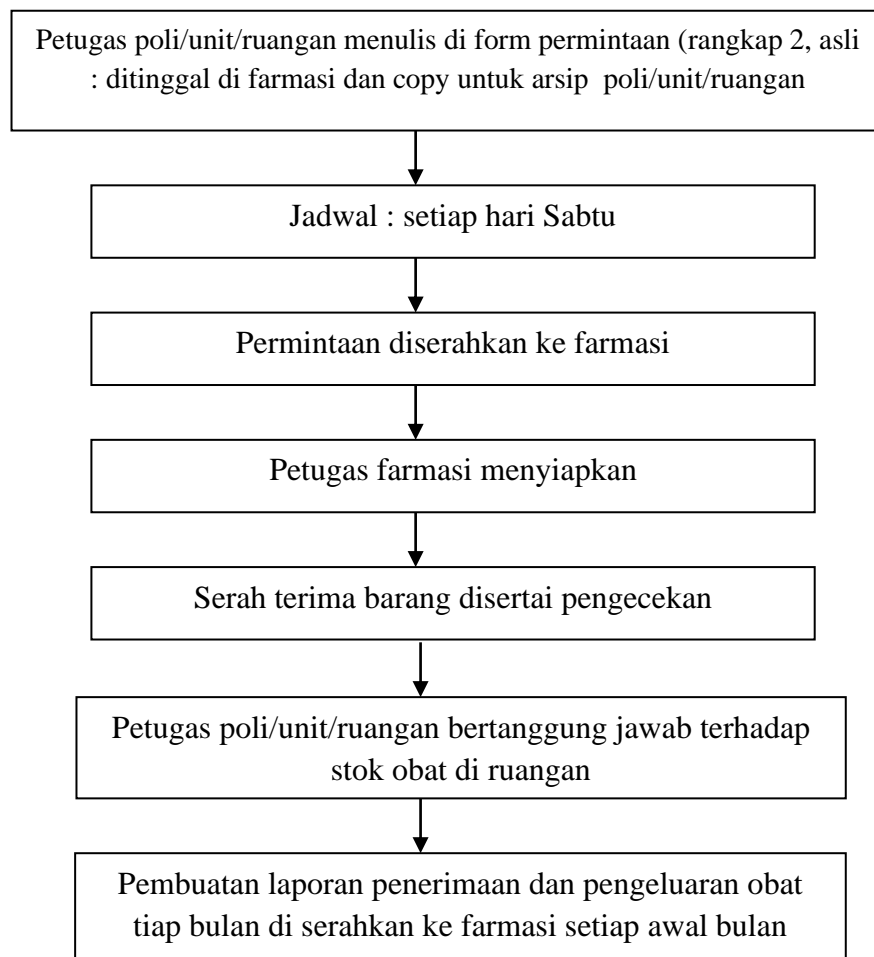 Petugas poli/unit/ruangan menulis di form permintaan (rangkap 2, asli
: ditinggal di farmasi dan copy untuk arsip poli/unit/ruangan
Jadwal : setiap hari Sabtu
Permintaan diserahkan ke farmasi
Petugas farmasi menyiapkan
Serah terima barang disertai pengecekan
Petugas poli/unit/ruangan bertanggung jawab terhadap
stok obat di ruangan
Pembuatan laporan penerimaan dan pengeluaran obat
tiap bulan di serahkan ke farmasi setiap awal bulan